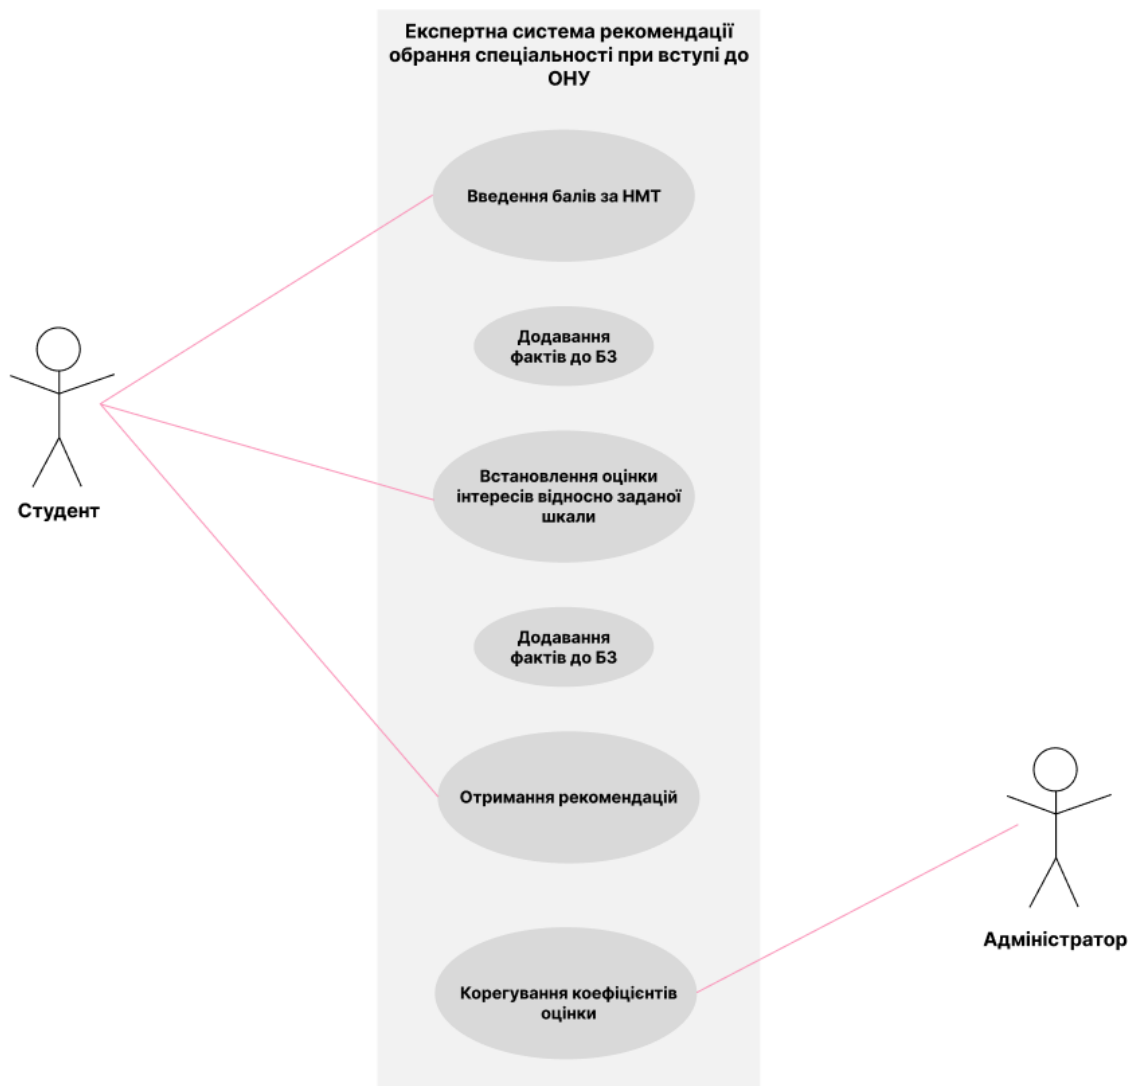 Експертна система рекомендації
обрання спеціальності при вступі до
ОНУ
Введення балів за НМТ
Додавання
фактів до БЗ
Встановлення оцінки
інтересів відносно заданої
шкали
Студент
Додавання
фактів до БЗ
Отримання рекомендацій
Адміністратор
Корегування коефіцієнтів
оцінки